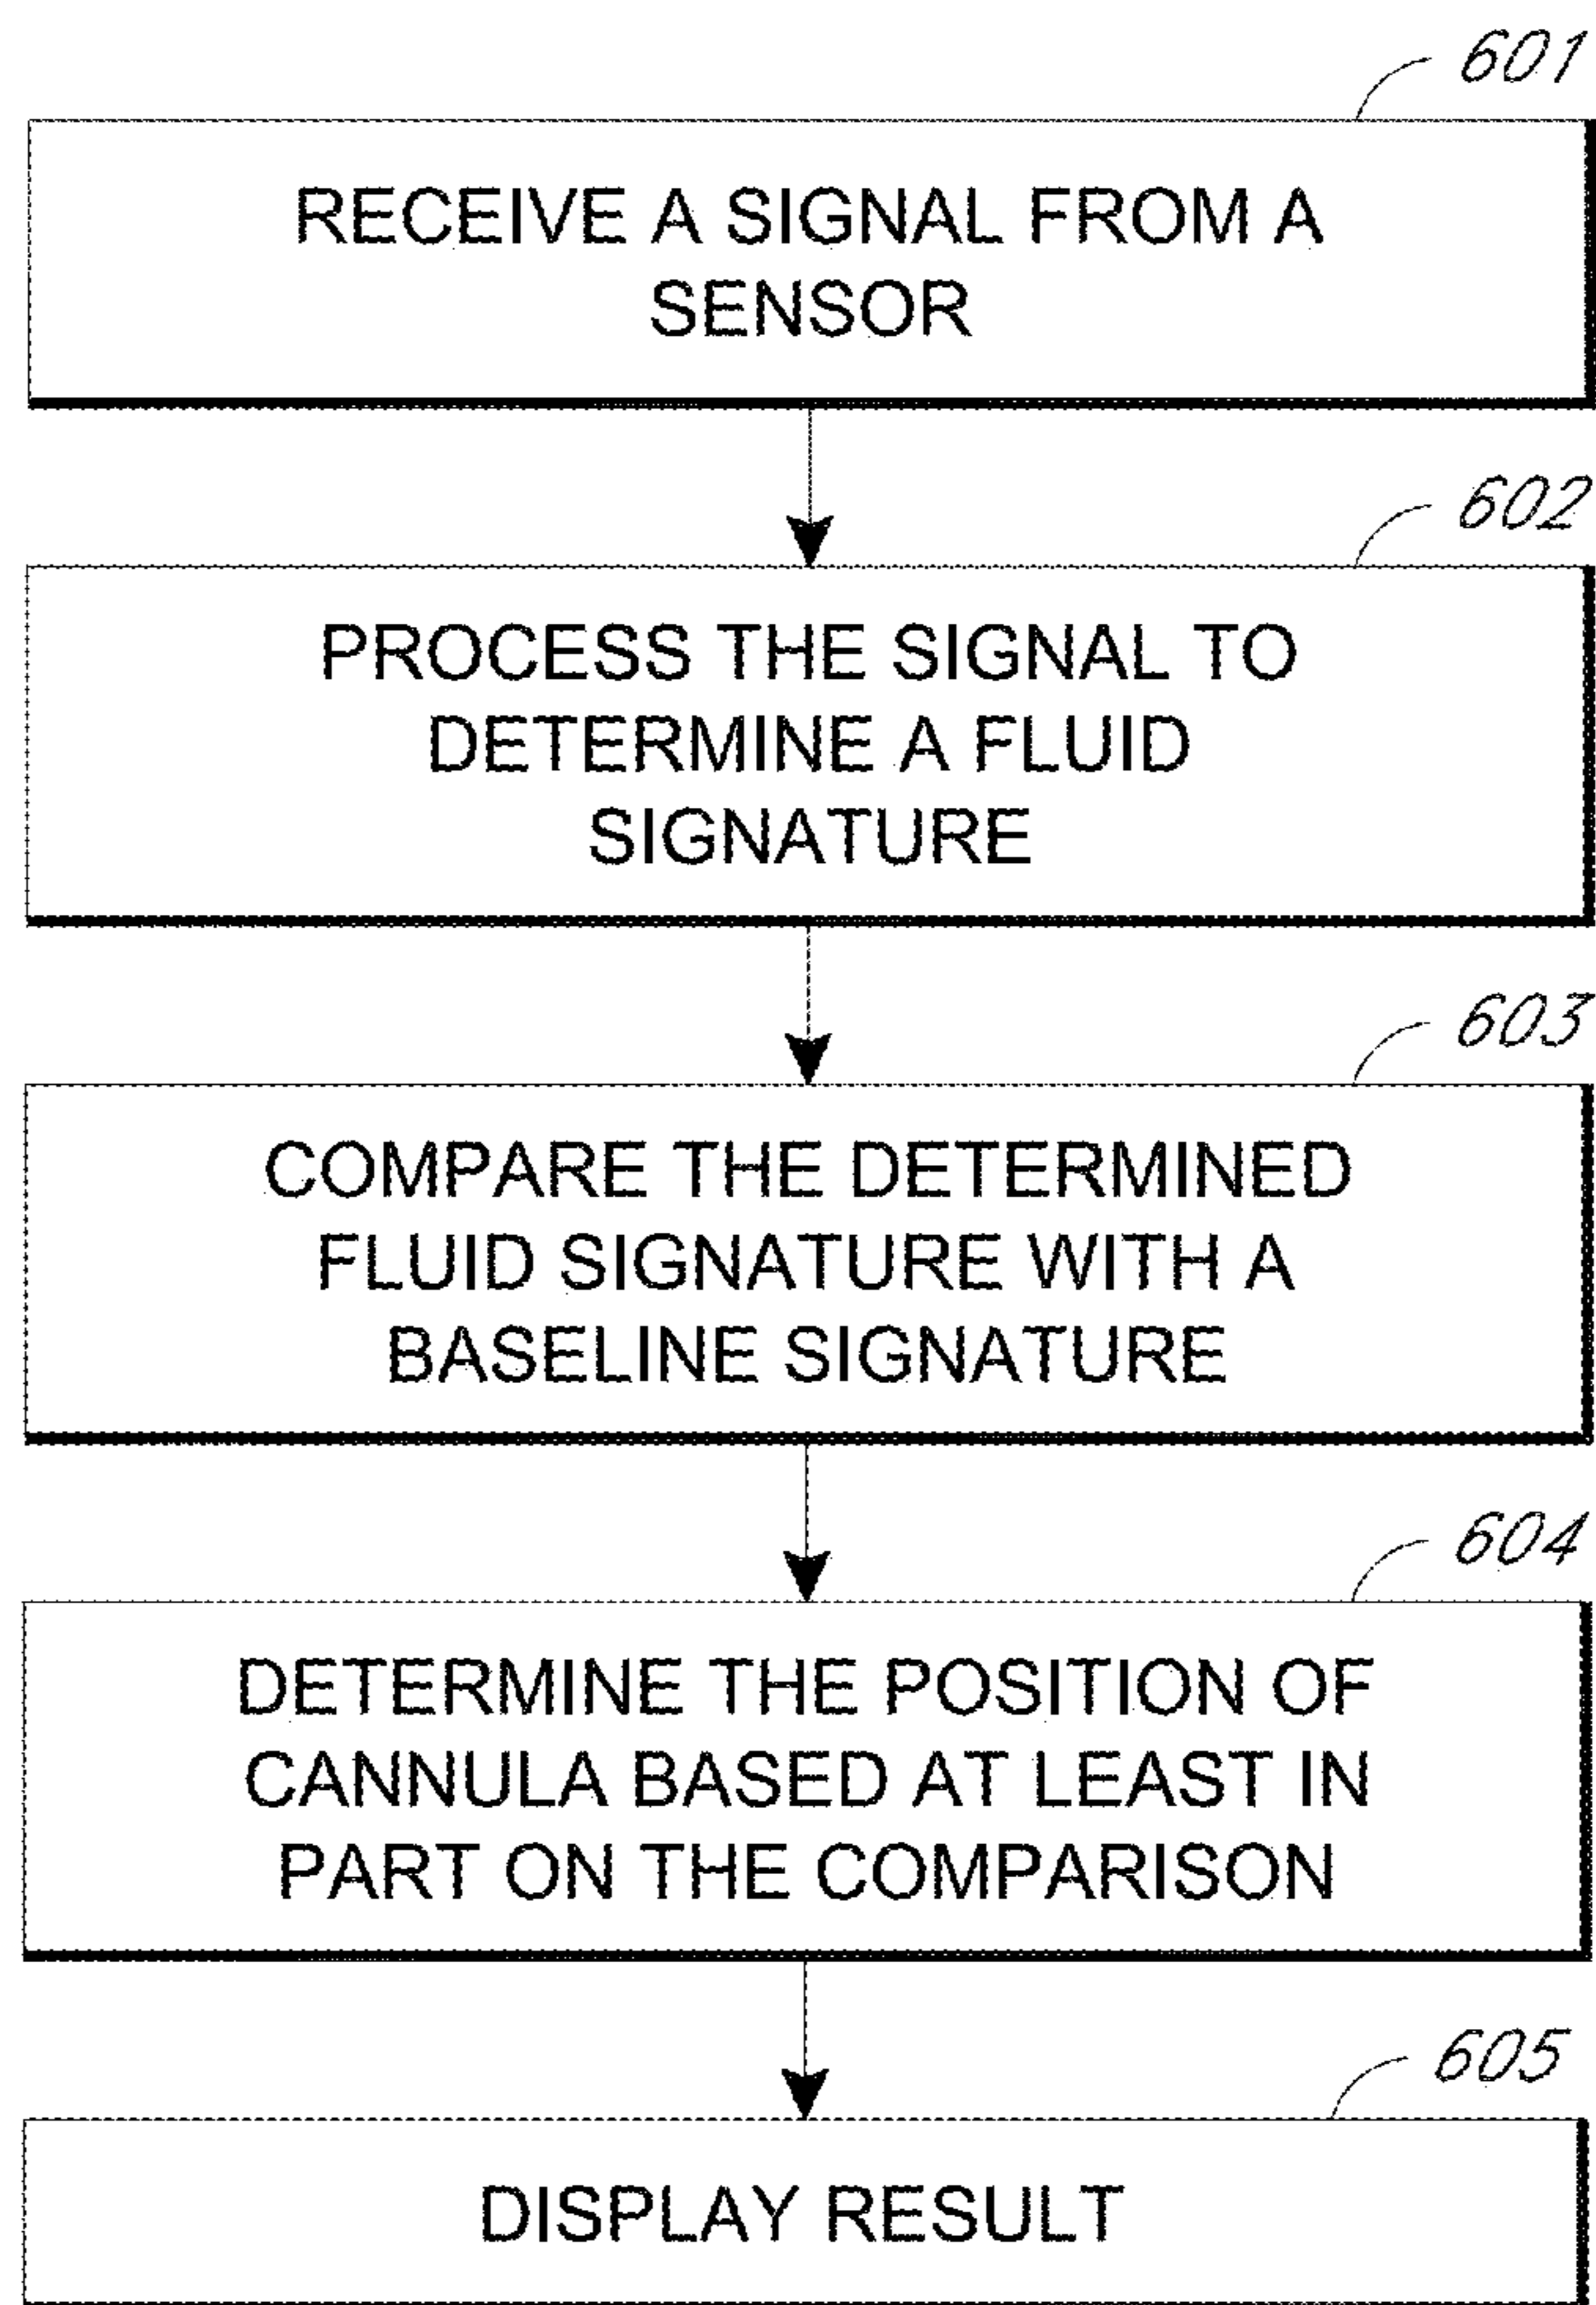 601
RECEIVE A SIGNAL FROM A
SENSOR
602
PROCESS THE SIGNAL TO
DETERMINE A FLUID
SIGNATURE
603
COMPARE THE DETERMINED
FLUID SIGNATURE WITH A
BASELINE SIGNATURE
604
DETERMINE THE POSITION OF
CANNULA BASED AT LEAST IN
PART ON THE COMPARISON
605
DISPLAY RESULT